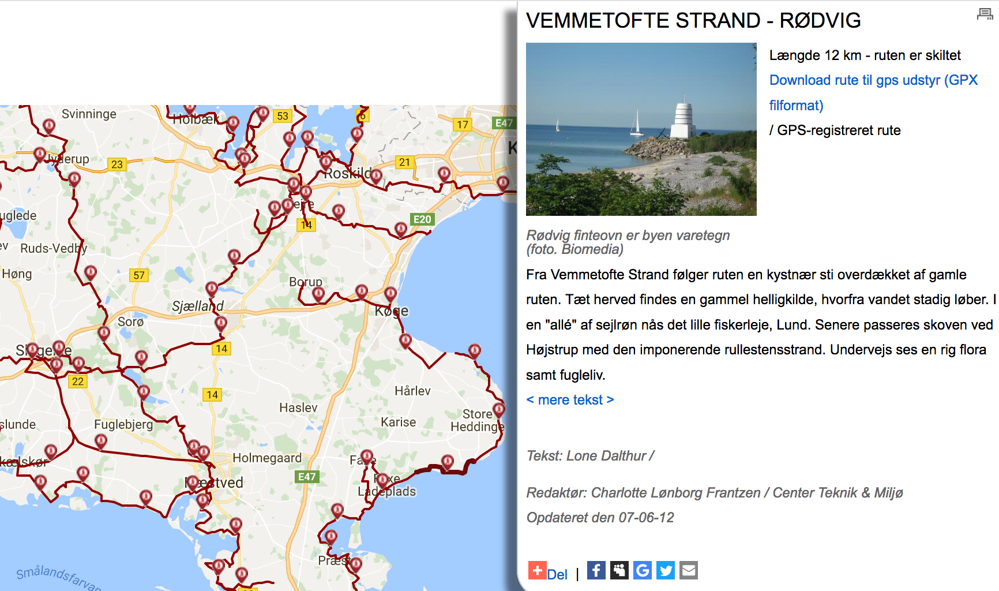 VEMMETOFTE STRAND - RØDVIG
Længde 12 km - ruten er skiltet
Download rute til gps udstyr (GPX
filformat)
/ GPS-registreret rute
Rødvig finteovn er byen varetegn
(foto. Biomedia)
Fra Vemmetofte Strand følger ruten en kystnær sti overdækket af gamle
ruten. Tæt herved findes en gammel helligkilde, hvorfra vandet stadig løber. I
en "allé" af sejlrøn nås det lille fiskerleje, Lund. Senere passeres skoven ved
Højstrup med den imponerende rullestensstrand. Undervejs ses en rig flora
samt fugleliv.
< mere tekst >
Tekst: Lone Dalthur /
Redaktør: Charlotte Lønborg Frantzen / Center Teknik & Miljø
Opdateret den 07-06-12
Del |
Svinninge
Holbæk
53
6
17
E47
K
Jyderup
23
21
Roskild
Lejre
14
E20
uglede
ev
Ruds-Vedby
Høng
57
Borup
Sjælland
Køge
Sorø
14
Slagelse
22
14
Hårlev
Haslev
Store
Heddinge
Karise
slunde
Fuglebjerg
Holmegaard
Faxe
kælskør
E47
Næstved
Faxe
Ladeplads
Præst
Smålandsfarvan